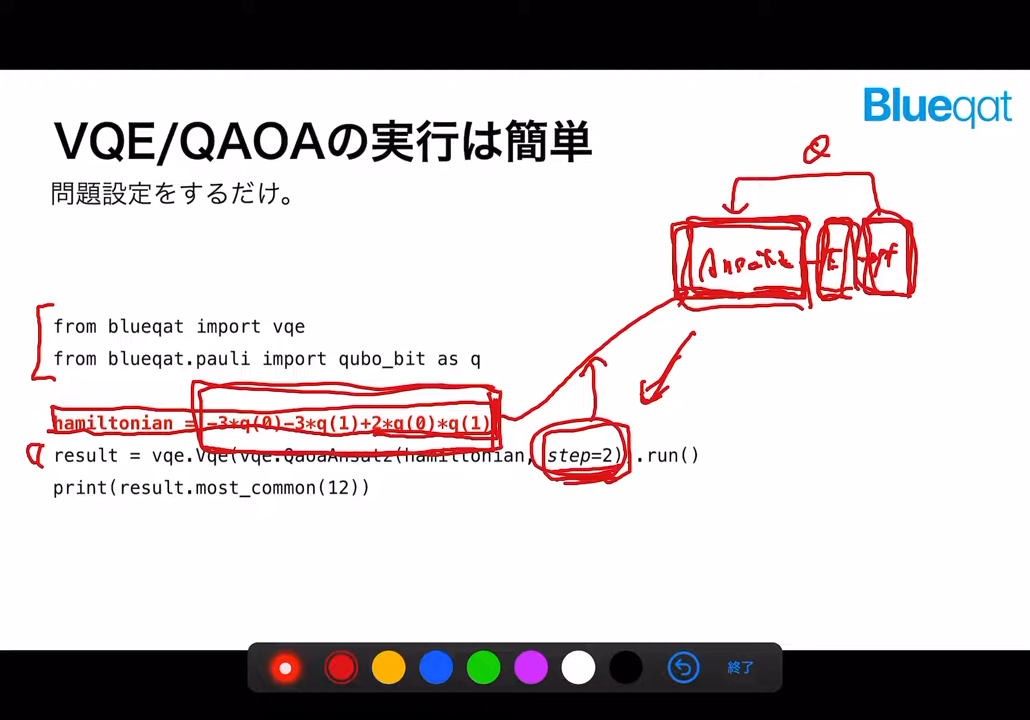 Blueqat
VQE/QAOAの実行は簡単
問題設定をするだけ。
Ansatz
E
opt
from blueqat import vqe
from blueqat.pauli import qubo_bit as q
hamiltonian = -3*q(0)-3*q(1)+2*q(0)*q(1)
result = vqe.Vqe(vqe.QaoaAnsatz(hamiltonian, step=2)).run()
print(result.most_common(12))
終了